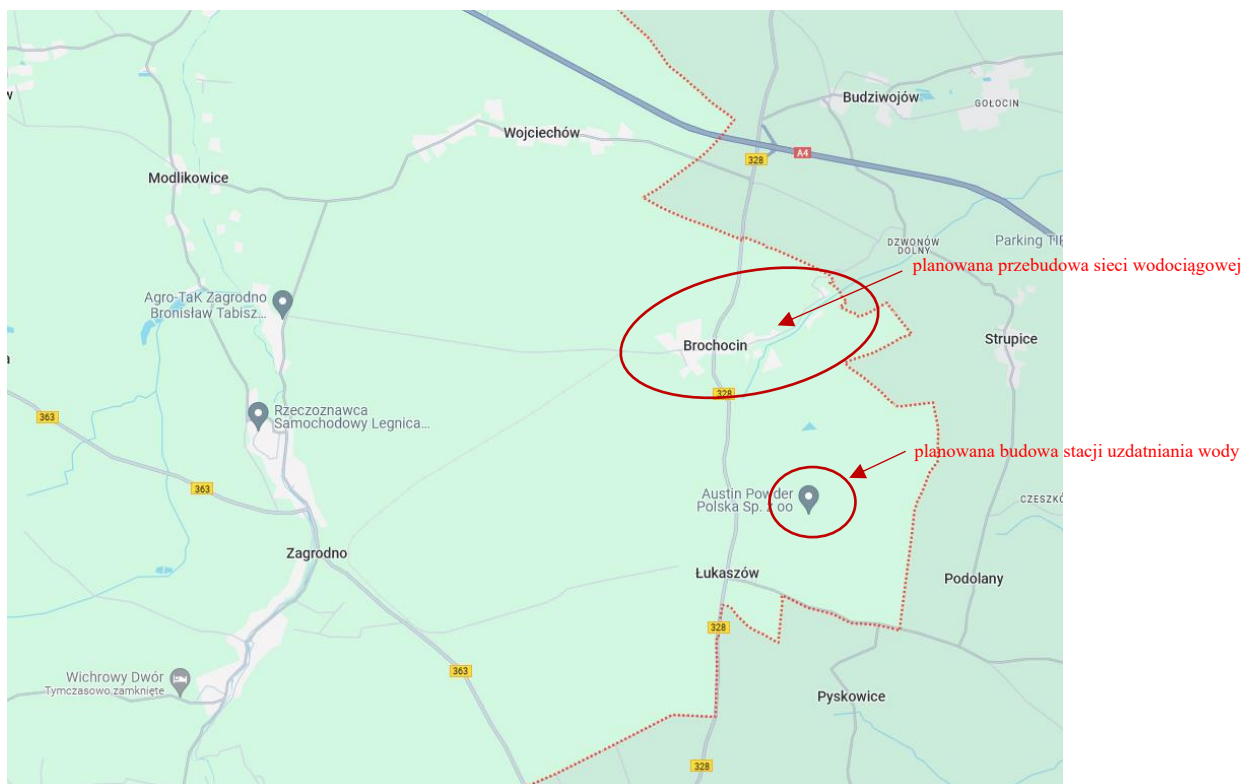 w
Budziwojów
GOŁOCIN
Wojciechów
A4
328
Modlikowice
DZWONÓW
DOLNY
Parking TIR
planowana przebudowa sieci wodociągowej
Agro-TaK Zagrodno
Bronisław Tabisz...
Brochocin
Strupice
a
328
363
Rzeczoznawca
Samochodowy Legnica...
planowana budowa stacji uzdatniania wody
363
Austin Powder
Polska Sp. z oo
CZESZKÓ
Zagrodno
Łukaszów
Podolany
328
363
Wichrowy Dwór
Tymczasowo zamknięte
Pyskowice